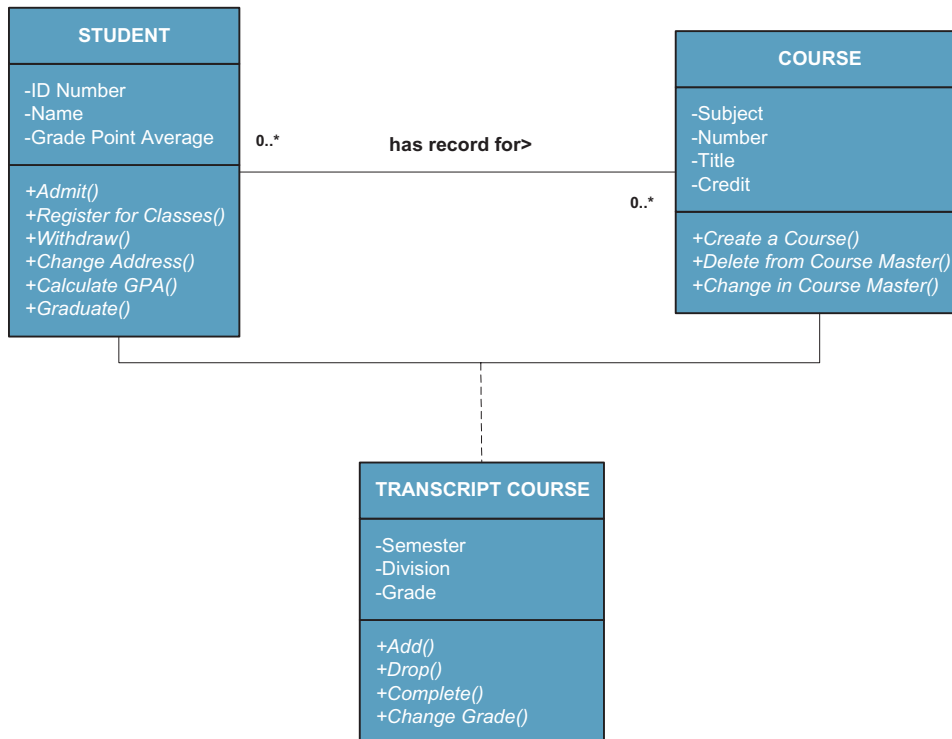 STUDENT
-ID Number
-Name
-Grade Point Average
+Admit()
+Register for Classes()
+Withdraw()
+Change Address()
+Calculate GPA()
+Graduate()
0..*
has record for>
0..*
COURSE
-Subject
-Number
-Title
-Credit
+Create a Course()
+Delete from Course Master()
+Change in Course Master()
TRANSCRIPT COURSE
-Semester
-Division
-Grade
+Add()
+Drop()
+Complete()
+Change Grade()